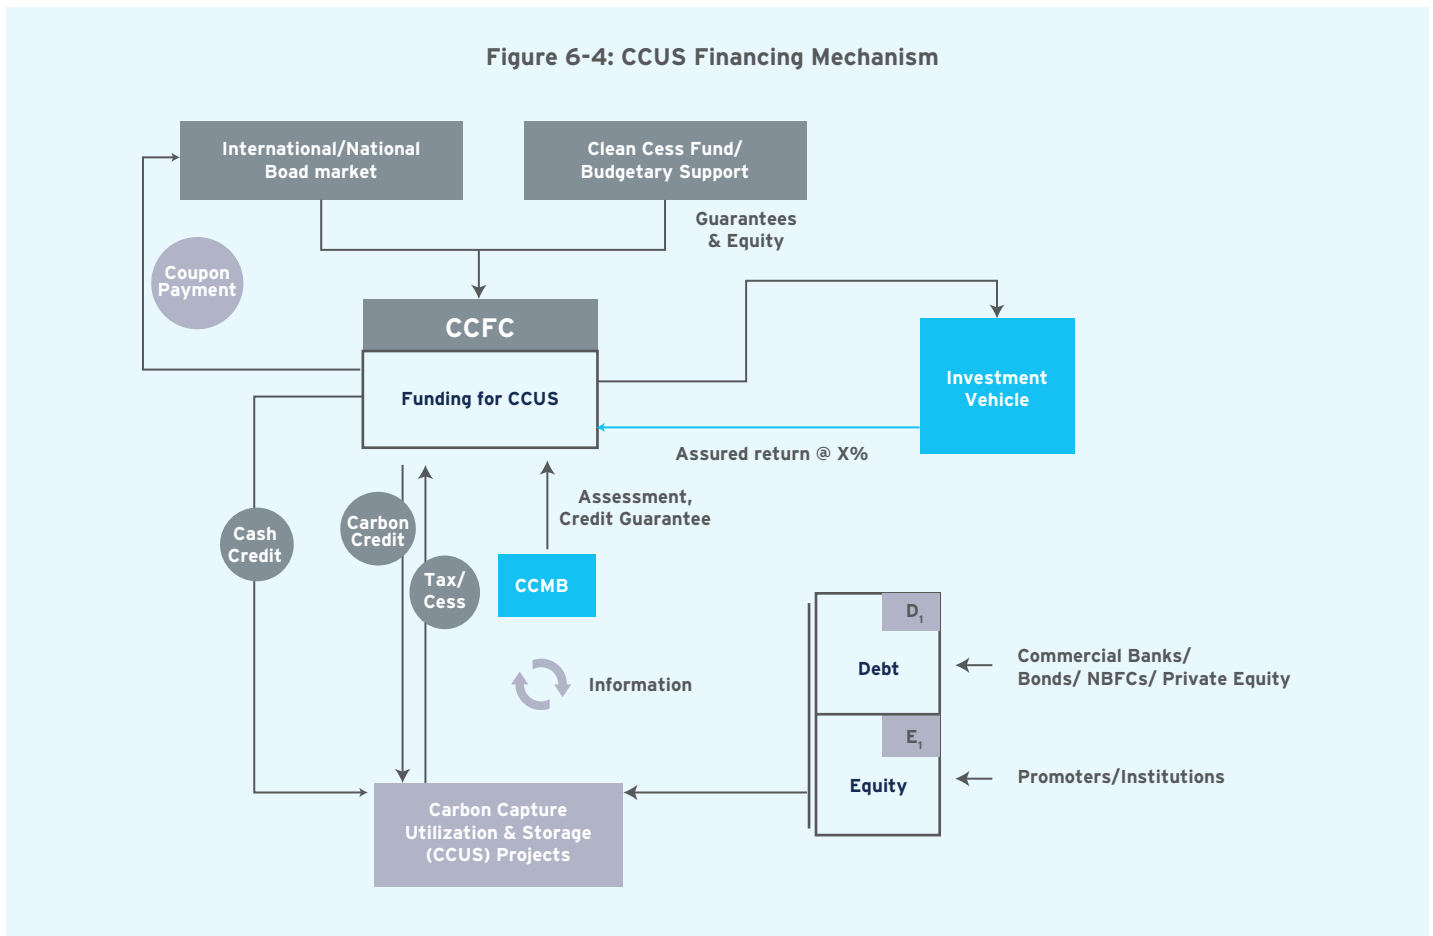 Figure 6-4: CCUS Financing Mechanism
International/National
Boad market
Clean Cess Fund/
Budgetary Support
Guarantees
& Equity
Coupon
Payment
CCFC
Funding for CCUS
Investment
Vehicle
Assured return @ X%
Assessment,
Credit Guarantee
Cash
Credit
Carbon
Credit
Tax/
Cess
CCMB
Information
D1
Debt
Commercial Banks/
Bonds/ NBFCs/ Private Equity
E1
Equity
Promoters/Institutions
Carbon Capture
Utilization & Storage
(CCUS) Projects